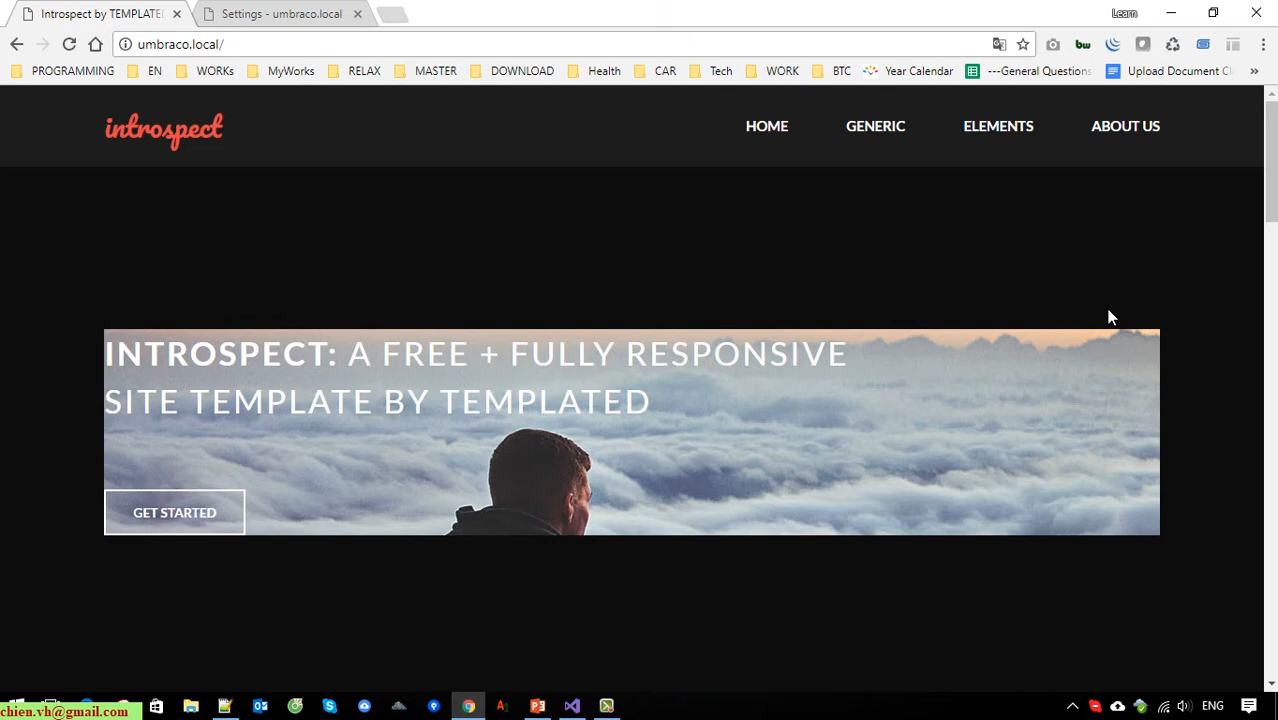 Introspect by TEMPLATE
Settings - umbraco.local
Learn
umbraco.local/
PROGRAMMING EN WORKs MyWorks RELAX MASTER DOWNLOAD Health CAR Tech WORK BTC Year Calendar ---General Questions Upload Document
introspect
HOME GENERIC ELEMENTS ABOUT US
INTROSPECT: A FREE + FULLY RESPONSIVE
SITE TEMPLATE BY TEMPLATED
GET STARTED
ENG
chien.vh@gmail.com